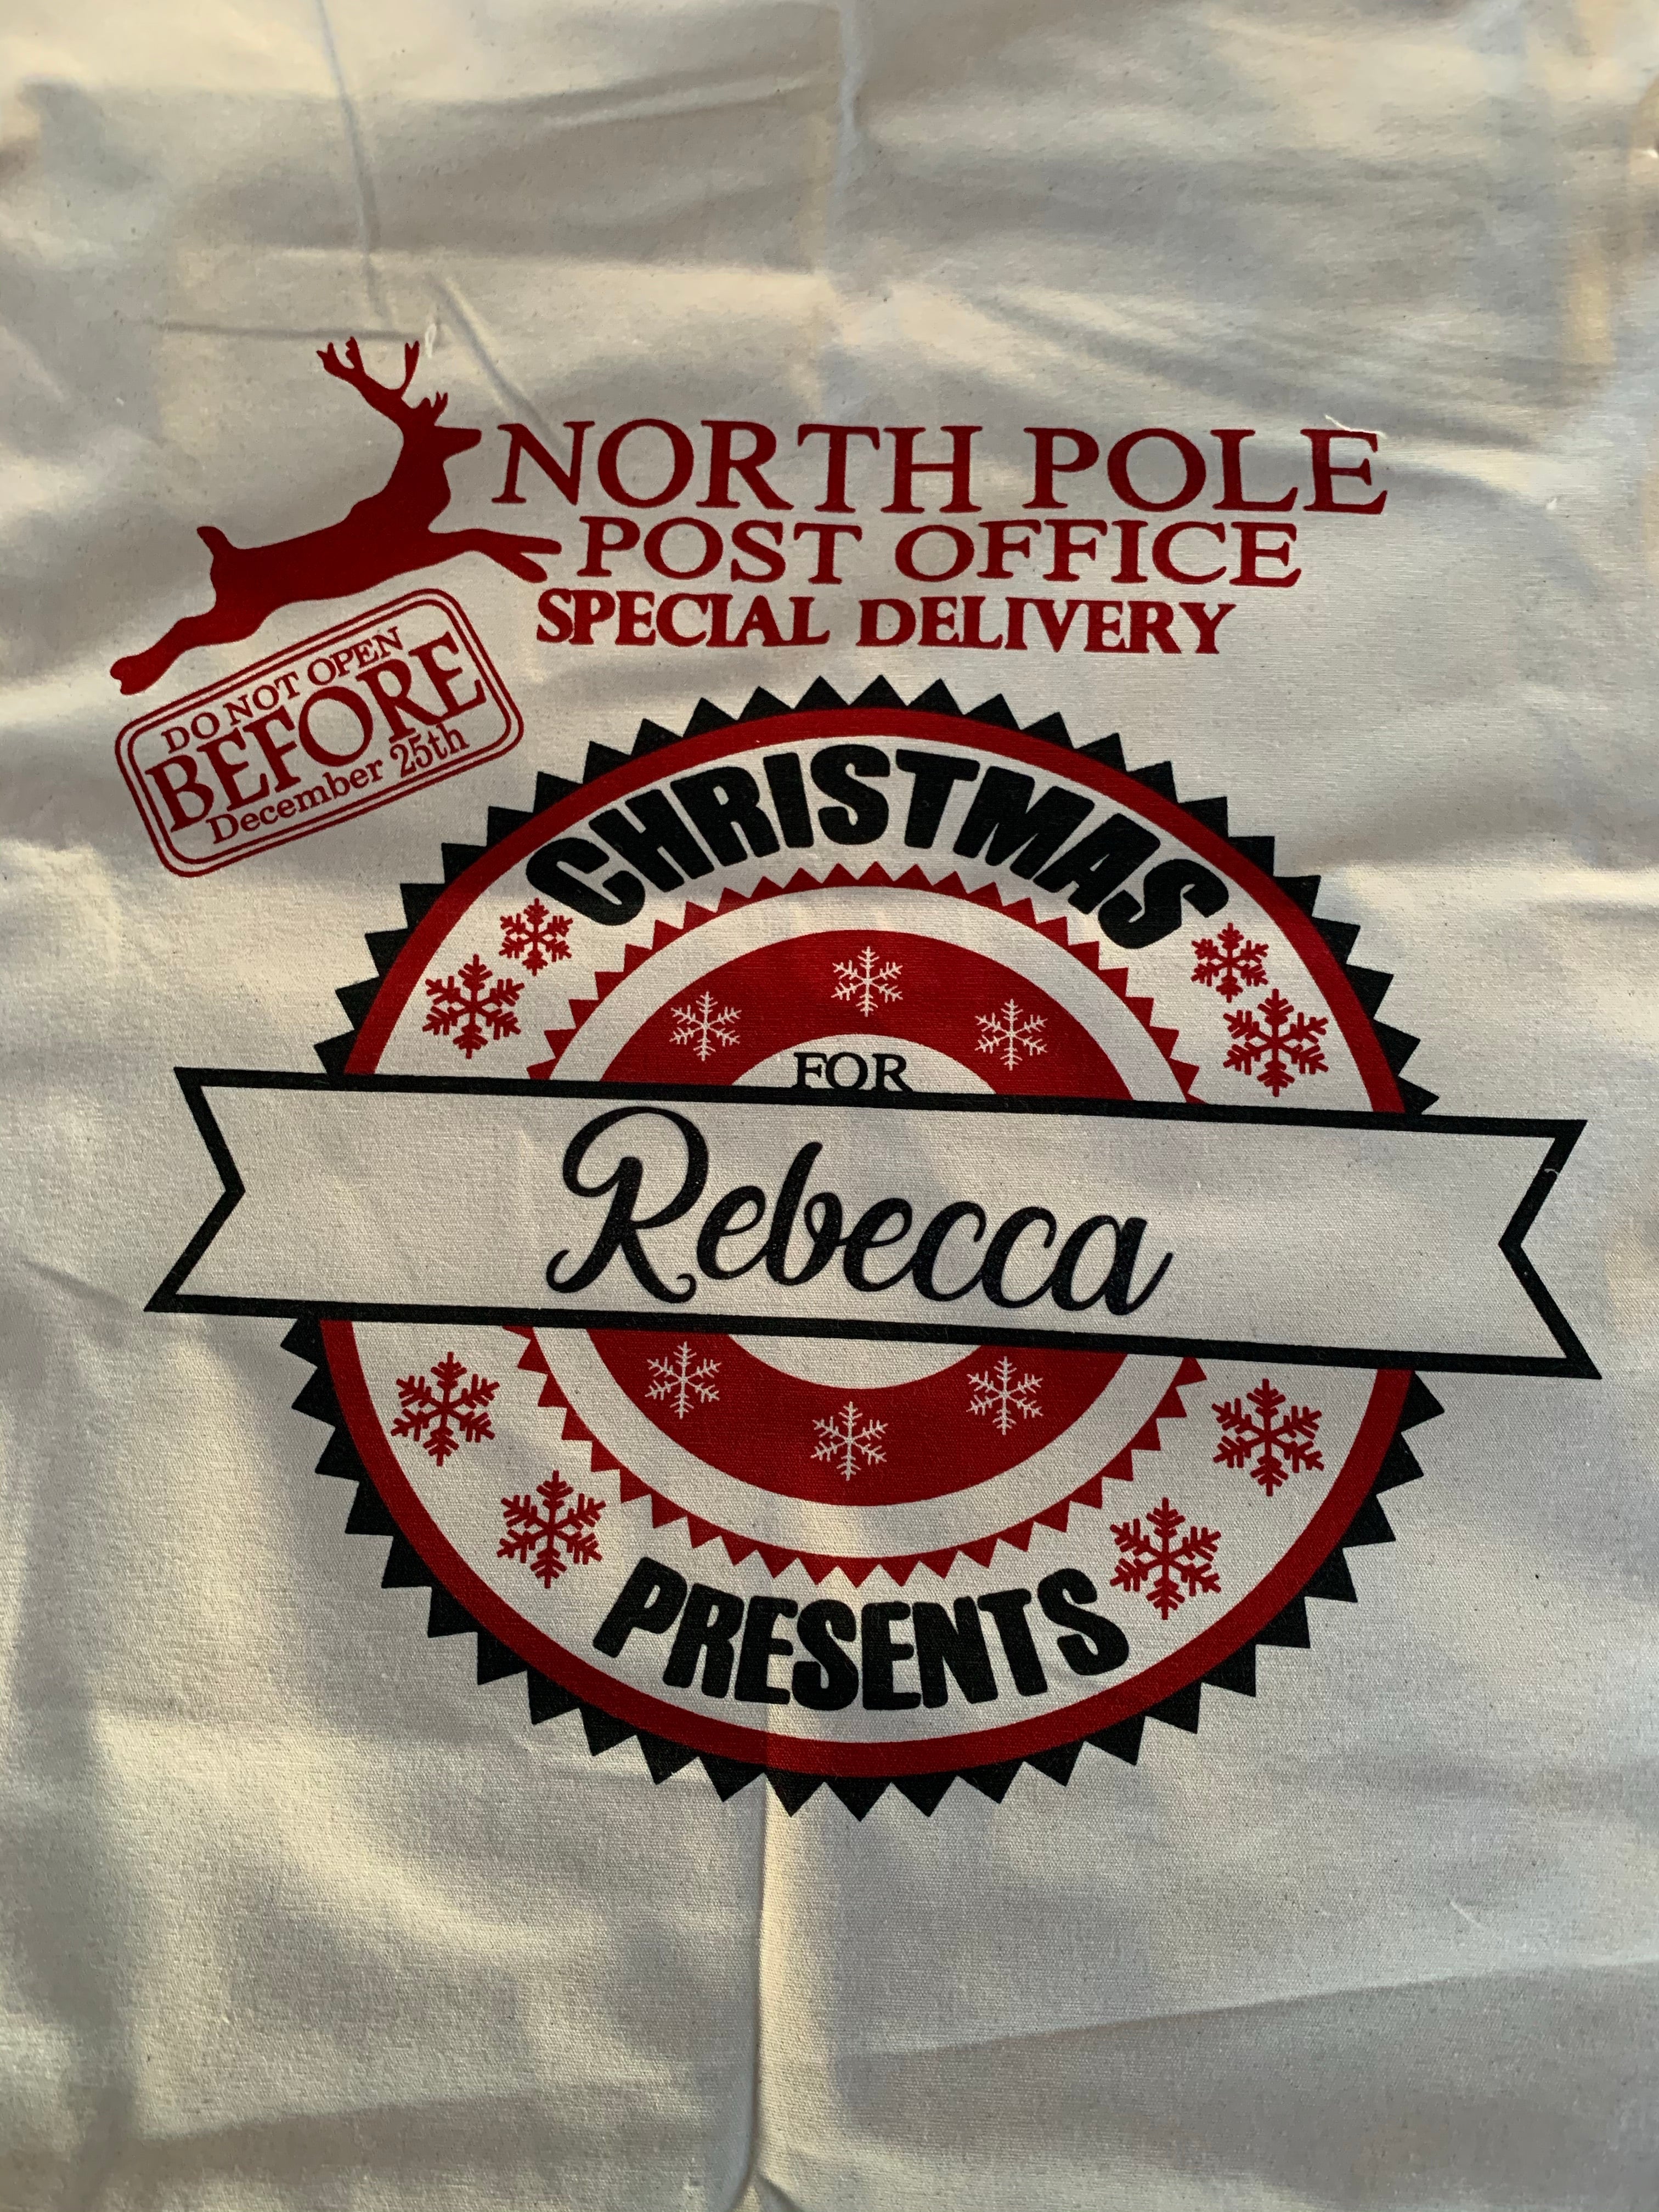 NORTH POLE
POST OFFICE
SPECIAL DELIVERY
DO NOT OPEN
BEFORE
December 25th
CHRISTMAS
FOR
Rebecca
PRESENTS